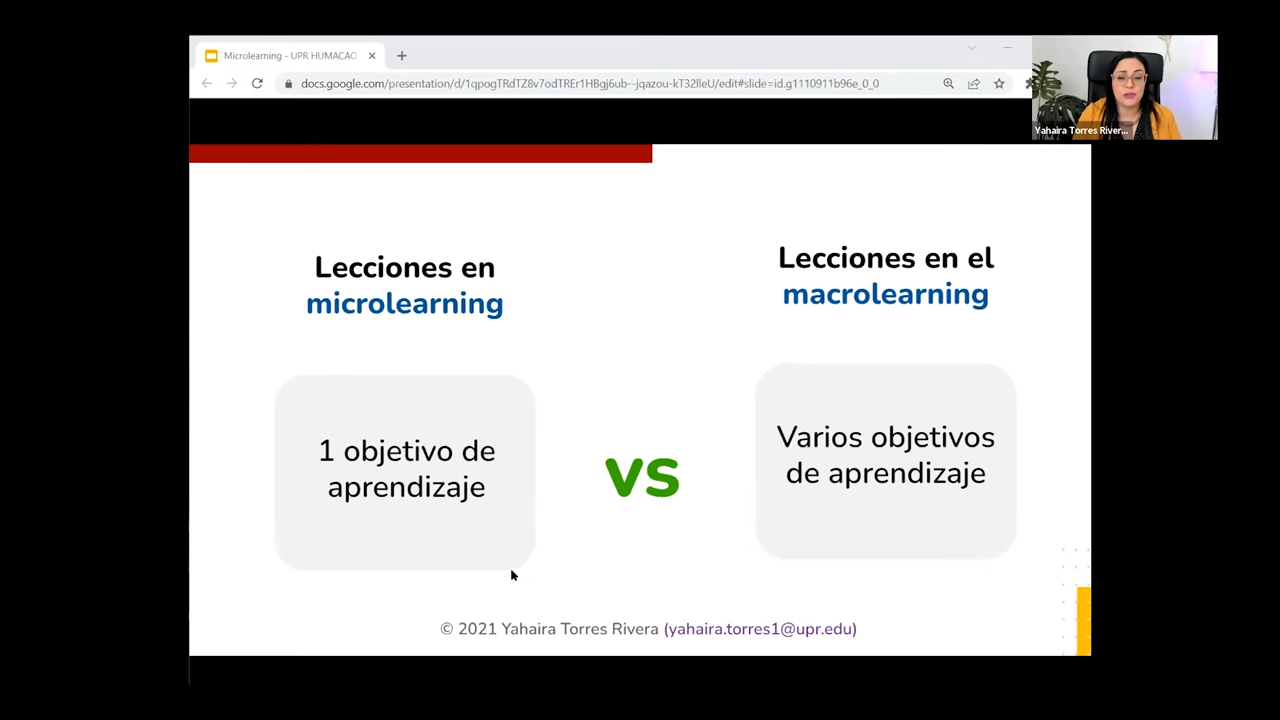 Microlearning - UPR HUMACAO
docs.google.com/presentation/d/1qpogTRdTZ8v7odTREr1HBgj6ub--jqazou-kT32lleU/edit#slide=id.g1110911b96e_0_0
Yahaira Torres River...
Lecciones en
microlearning
1 objetivo de
aprendizaje
vs
Lecciones en el
macrolearning
Varios objetivos
de aprendizaje
© 2021 Yahaira Torres Rivera (yahaira.torres1@upr.edu)